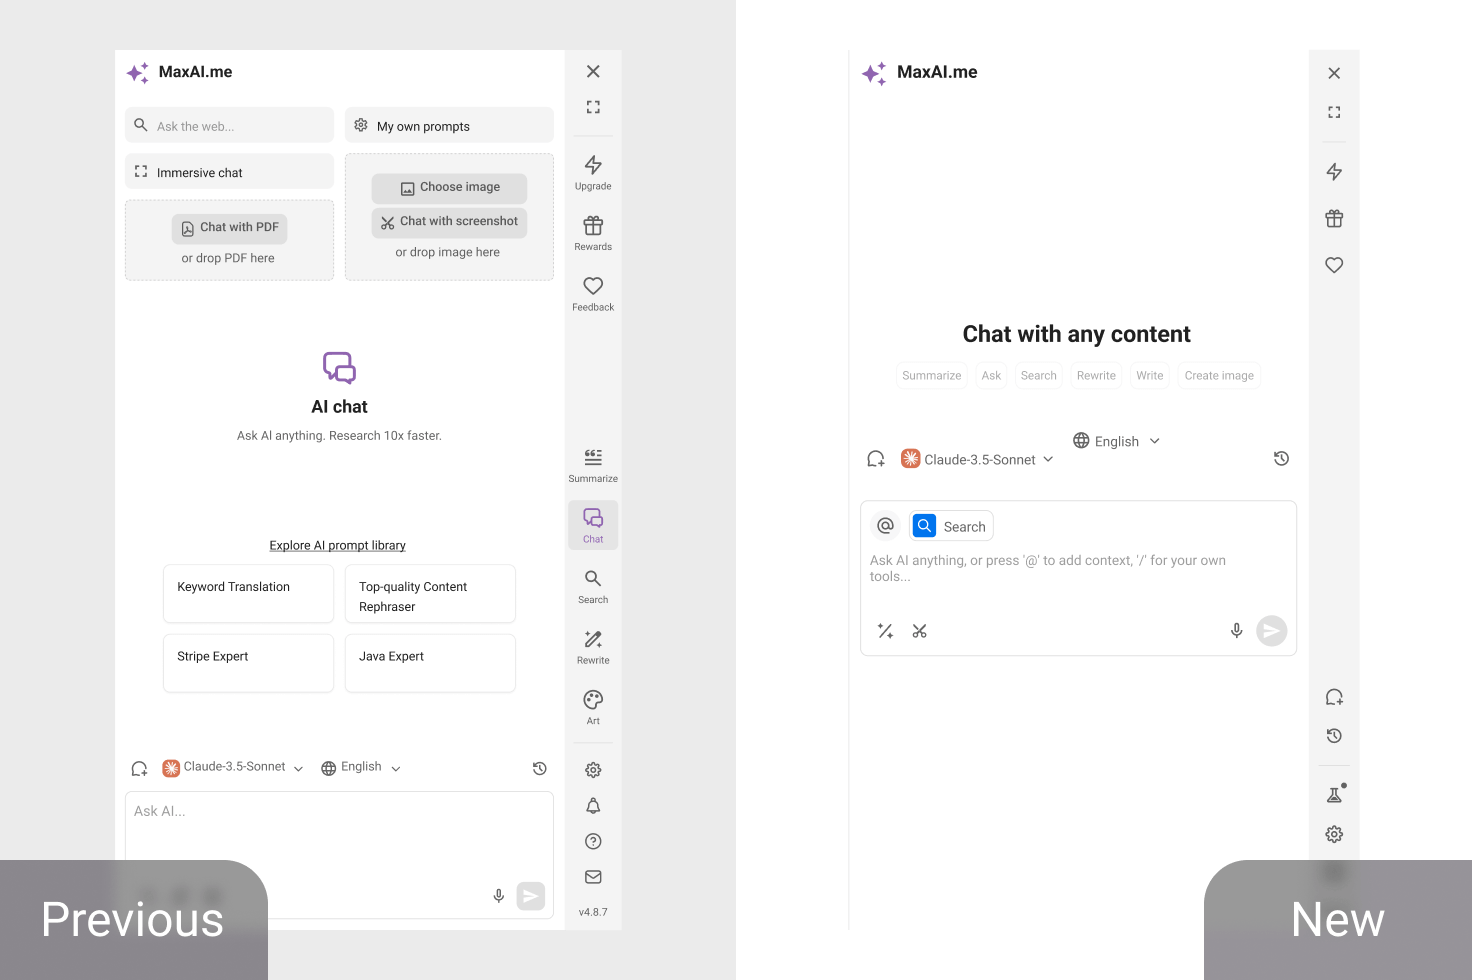 MaxAI.me
Ask the web...
My own prompts
Immersive chat
Choose image
Chat with screenshot
or drop image here
Chat with PDF
or drop PDF here
AI chat
Ask AI anything. Research 10x faster.
Explore AI prompt library
Keyword Translation
Top-quality Content
Rephraser
Stripe Expert
Java Expert
Claude-3.5-Sonnet
English
Ask AI...
Upgrade
Rewards
Feedback
Summarize
Chat
Search
Rewrite
Art
v4.8.7
Previous
MaxAI.me
Chat with any content
Summarize
Ask
Search
Rewrite
Write
Create image
English
Claude-3.5-Sonnet
@
Search
Ask AI anything, or press '@' to add context, '/' for your own
tools...
New